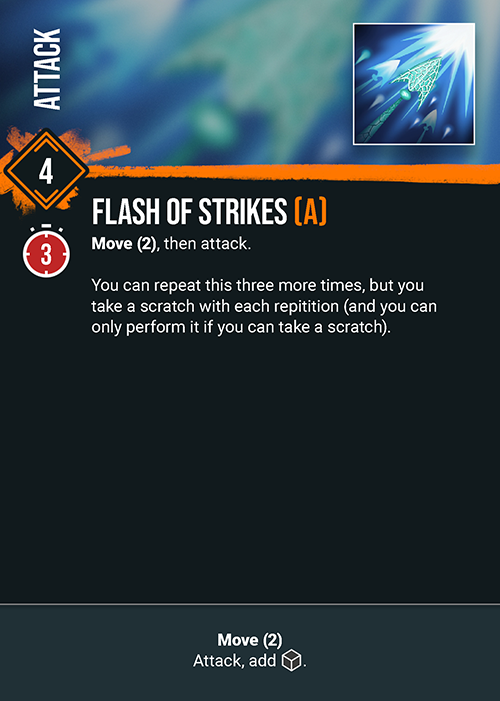 ATTACK
4
FLASH OF STRIKES (A)
3
Move (2), then attack.
You can repeat this three more times, but you
take a scratch with each repitition (and you can
only perform it if you can take a scratch).
Move (2)
Attack, add .